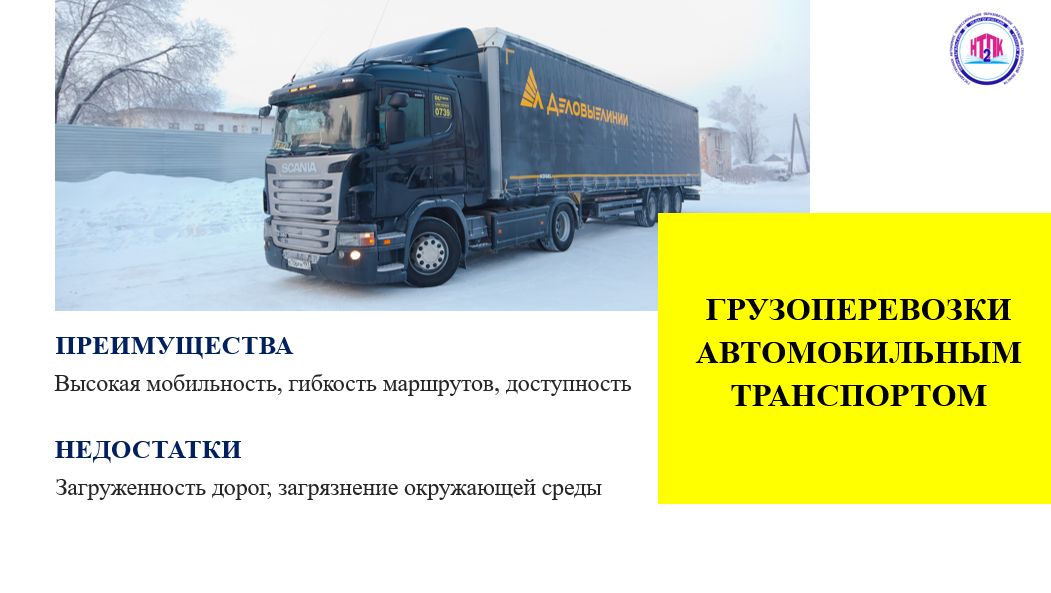 НТПК
2
ДЕЛОВЫЕ ЛИНИИ
0739
SCANIA
ГРУЗОПЕРЕВОЗКИ
АВТОМОБИЛЬНЫМ
ТРАНСПОРТОМ
ПРЕИМУЩЕСТВА
Высокая мобильность, гибкость маршрутов, доступность
НЕДОСТАТКИ
Загруженность дорог, загрязнение окружающей среды